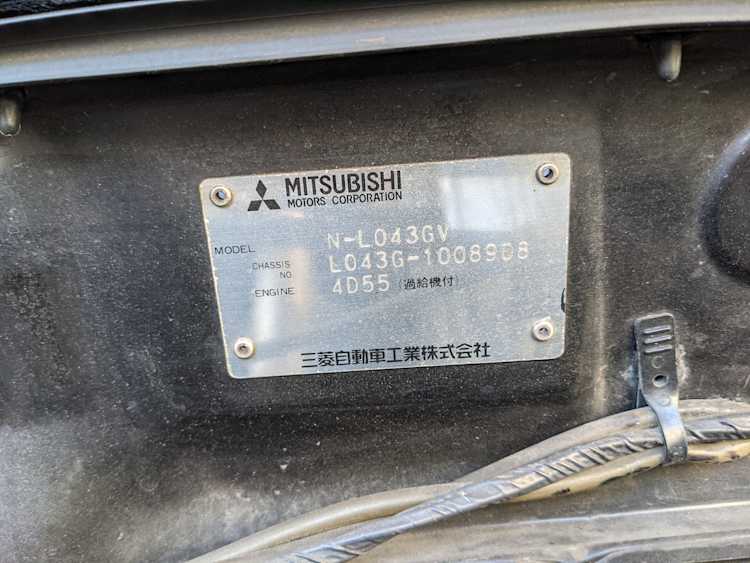 MITSUBISHI
MOTORS CORPORATION
MODEL N-L043GV
CHASSIS NO. L043G-1008908
ENGINE 4D55 (過給機付)
三菱自動車工業株式会社